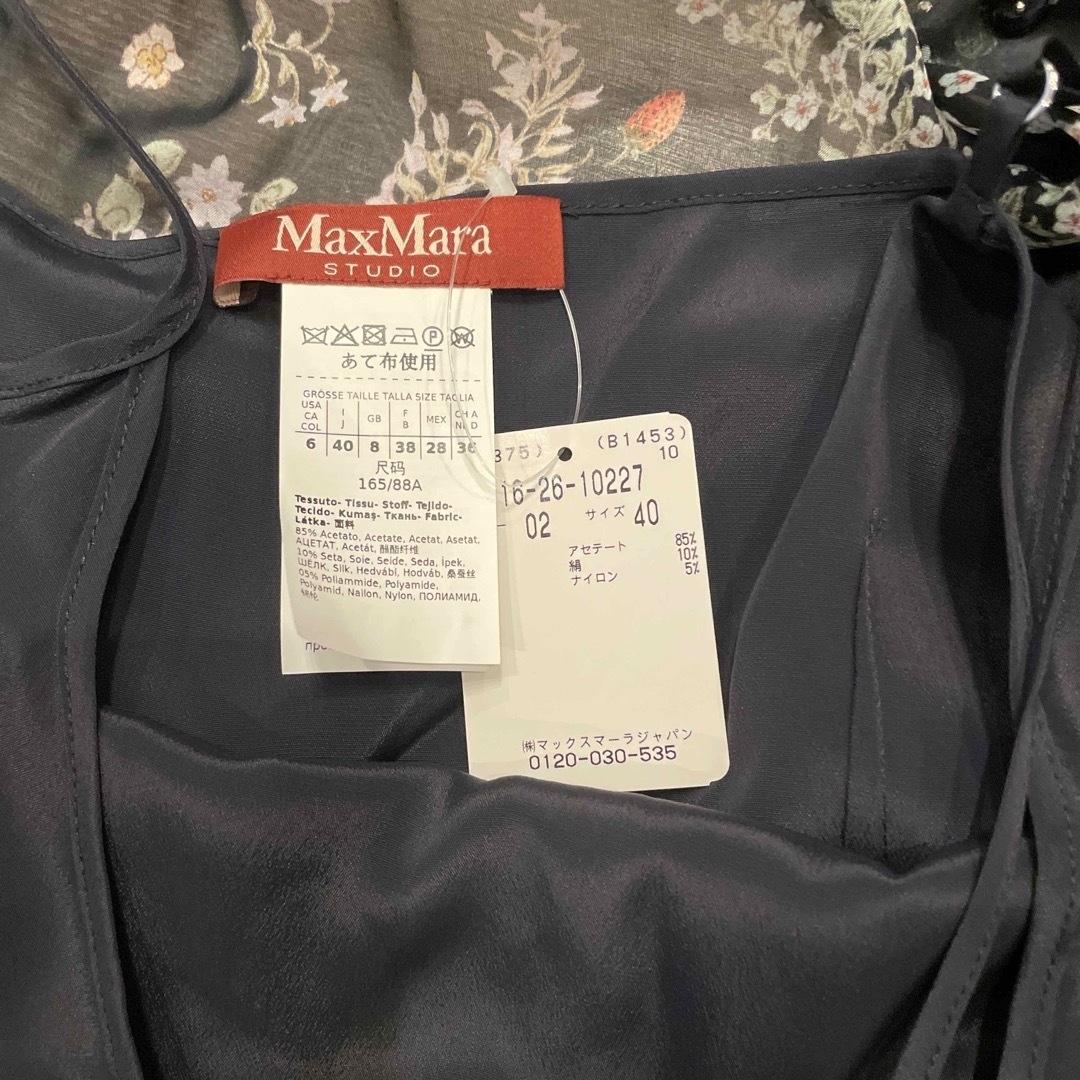 MaxMara
STUDIO
あて布使用
GRÖSSE TAILLE TALLA SIZE TAGLIA
USA CA COL I J GB F B MEX CH A NL D
6 40 8 38 28 36
尺码
165/88A
Tessuto- Tissu- Stoff- Tejido-
Tecido- Kumaş- Ткань- Fabric-
Látka- 面料
85% Acetato, Acetate, Acetat, Asetat,
АЦЕТАТ, Acetát, 醋酯纤维
10% Seta, Soie, Seide, Seda, İpek,
ШЁЛК, Silk, Hedvábí, Hodváb, 桑蚕丝
05% Poliammide, Polyamide,
Polyamid, Nailon, Nylon, ПОЛИАМИД,
锦纶
375) (B1453)
10
16-26-10227
02 サイズ 40
アセテート 85%
絹 10%
ナイロン 5%
㈱マックスマーラジャパン
0120-030-535